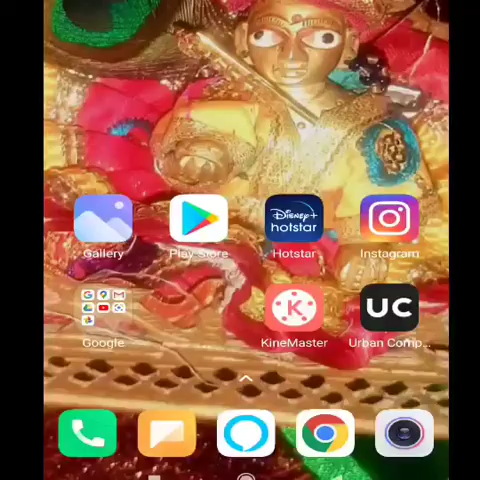 Disney+
hotstar
Gallery
Play Store
Hotstar
Instagram
UC
Google
KineMaster
Urban Comp...